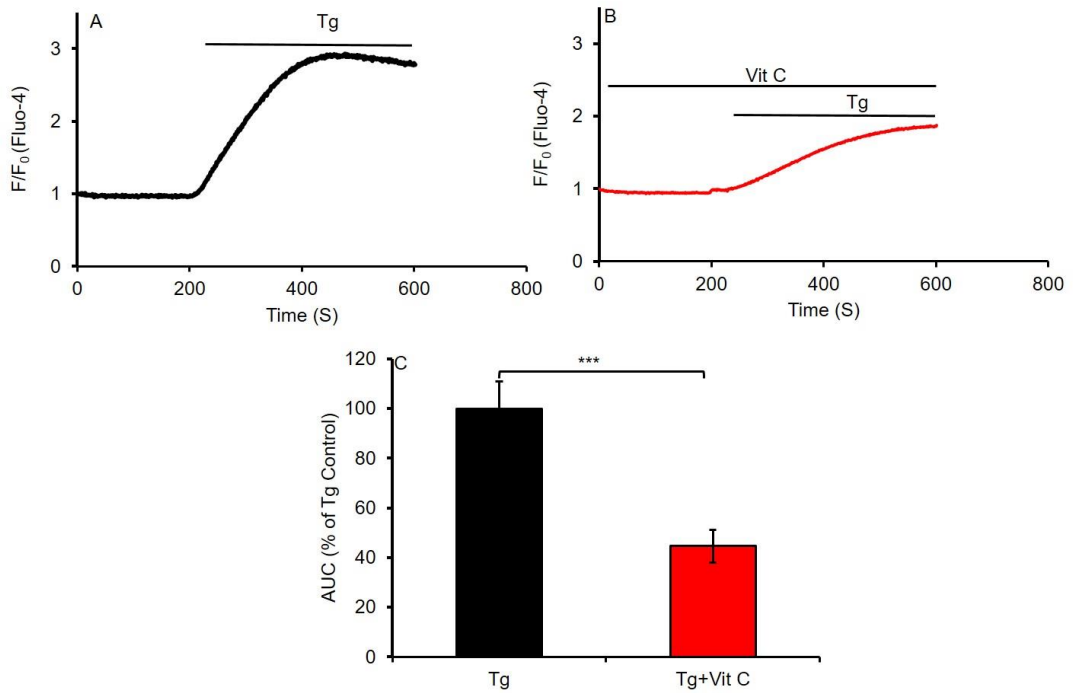 A
Tg
F/F₀ (Fluo-4)
3
2
1
0
0 200 400 600 800
Time (S)
B
Vit C
Tg
F/F₀ (Fluo-4)
3
2
1
0
0 200 400 600 800
Time (S)
C
***
AUC (% of Tg Control)
120
100
80
60
40
20
0
Tg Tg+Vit C